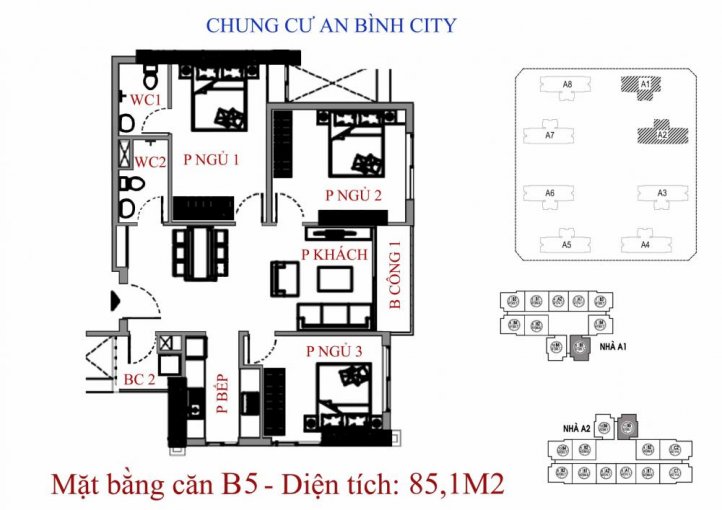 CHUNG CƯ AN BÌNH CITY
WC1
WC2
P NGỦ 1
P NGỦ 2
P KHÁCH
B CÔNG 1
P NGỦ 3
BC 2
P BẾP
A8
A1
A7
A2
A6
A3
A5
A4
NHÀ A1
NHÀ A2
Mặt bằng căn B5 - Diện tích: 85,1M2